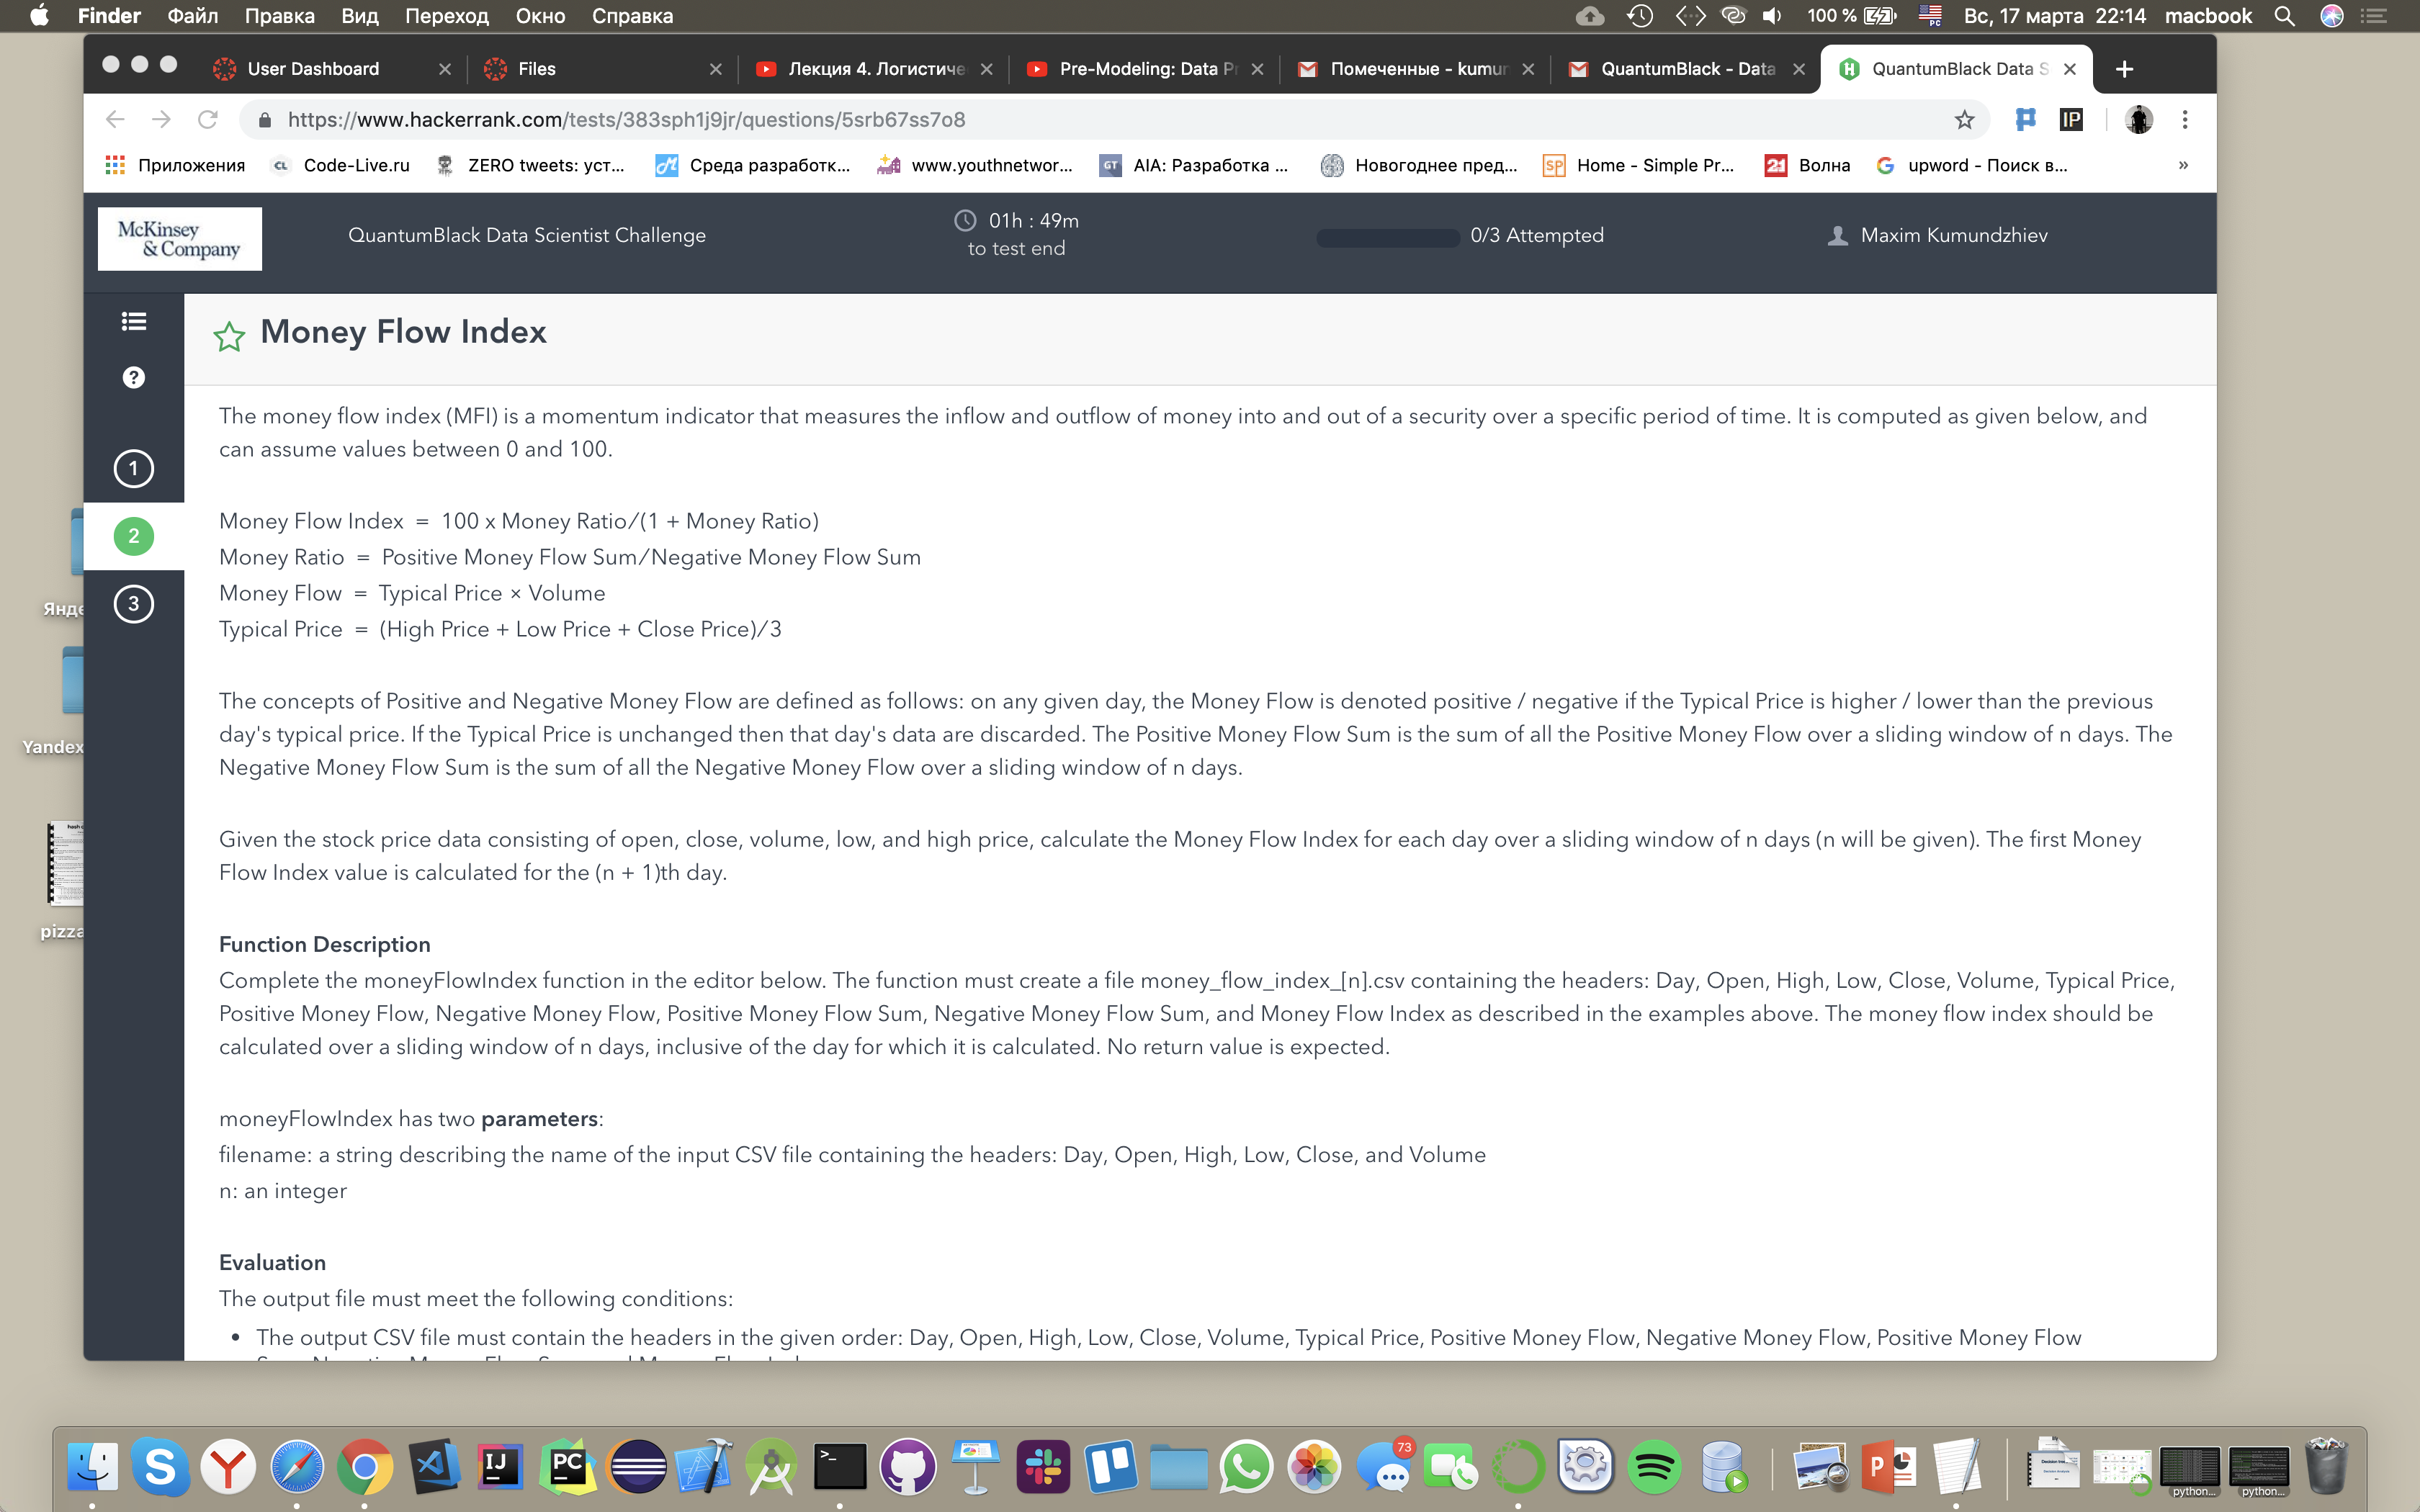 Finder Файл Правка Вид Переход Окно Справка 100 % Вс, 17 марта 22:14 macbook
User Dashboard Files Лекция 4. Логистиче Pre-Modeling: Data P Помеченные - kumur QuantumBlack - Data QuantumBlack Data S
https://www.hackerrank.com/tests/383sph1j9jr/questions/5srb67ss7o8
Приложения Code-Live.ru ZERO tweets: уст... Среда разработк... www.youthnetwor... AIA: Разработка ... Новогоднее пред... Home - Simple Pr... Волна upword - Поиск в... »
McKinsey
& Company
QuantumBlack Data Scientist Challenge
01h : 49m
to test end
0/3 Attempted
Maxim Kumundzhiev
Money Flow Index
1
2
3
The money flow index (MFI) is a momentum indicator that measures the inflow and outflow of money into and out of a security over a specific period of time. It is computed as given below, and
can assume values between 0 and 100.
Money Flow Index = 100 x Money Ratio/(1 + Money Ratio)
Money Ratio = Positive Money Flow Sum/Negative Money Flow Sum
Money Flow = Typical Price × Volume
Typical Price = (High Price + Low Price + Close Price)/3
The concepts of Positive and Negative Money Flow are defined as follows: on any given day, the Money Flow is denoted positive / negative if the Typical Price is higher / lower than the previous
day's typical price. If the Typical Price is unchanged then that day's data are discarded. The Positive Money Flow Sum is the sum of all the Positive Money Flow over a sliding window of n days. The
Negative Money Flow Sum is the sum of all the Negative Money Flow over a sliding window of n days.
Given the stock price data consisting of open, close, volume, low, and high price, calculate the Money Flow Index for each day over a sliding window of n days (n will be given). The first Money
Flow Index value is calculated for the (n + 1)th day.
Function Description
Complete the moneyFlowIndex function in the editor below. The function must create a file money_flow_index_[n].csv containing the headers: Day, Open, High, Low, Close, Volume, Typical Price,
Positive Money Flow, Negative Money Flow, Positive Money Flow Sum, Negative Money Flow Sum, and Money Flow Index as described in the examples above. The money flow index should be
calculated over a sliding window of n days, inclusive of the day for which it is calculated. No return value is expected.
moneyFlowIndex has two parameters:
filename: a string describing the name of the input CSV file containing the headers: Day, Open, High, Low, Close, and Volume
n: an integer
Evaluation
The output file must meet the following conditions:
• The output CSV file must contain the headers in the given order: Day, Open, High, Low, Close, Volume, Typical Price, Positive Money Flow, Negative Money Flow, Positive Money Flow
Янде
Yandex
pizza
73
python...
python...